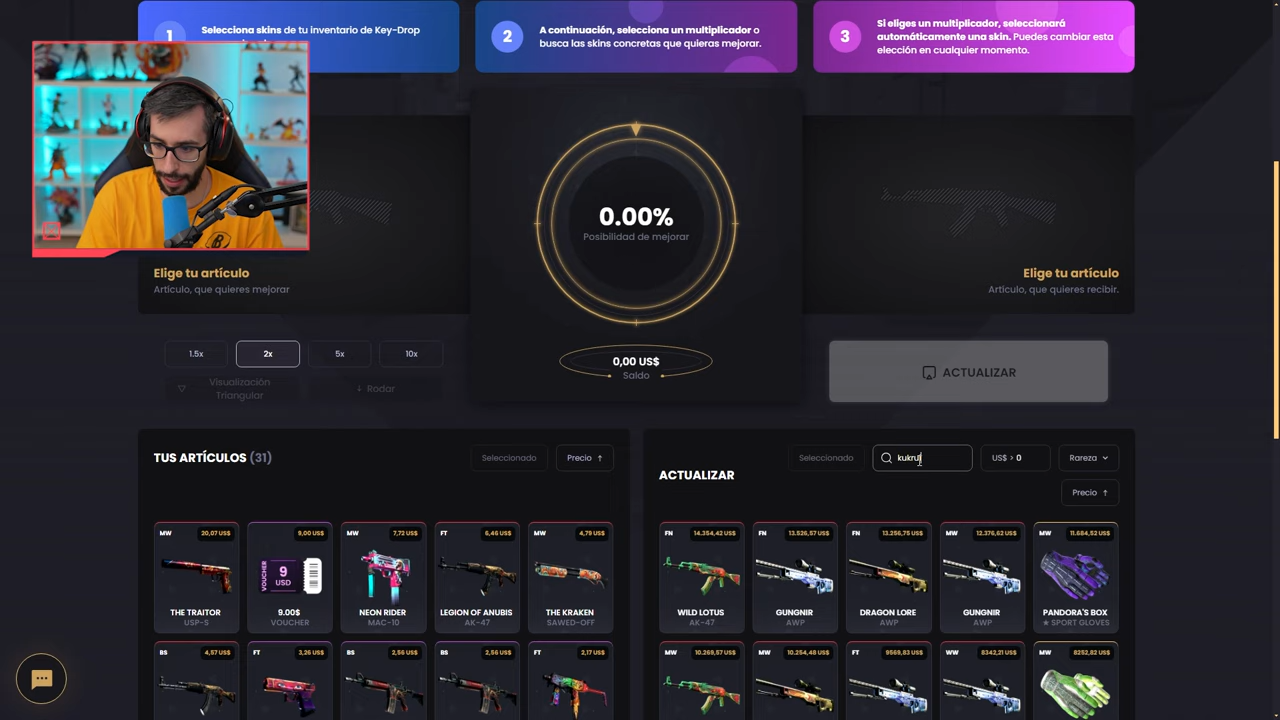 1
Selecciona skins de tu inventario de Key-Drop
2
A continuación, selecciona un multiplicador o
busca las skins concretas que quieras mejorar.
3
Si eliges un multiplicador, seleccionará
automáticamente una skin. Puedes cambiar esta
elección en cualquier momento.
0.00%
Posibilidad de mejorar
Elige tu artículo
Artículo, que quieres mejorar
Elige tu artículo
Artículo, que quieres recibir.
1.5x
2x
5x
10x
Visualización
Triangular
Rodar
0,00 US$
Saldo
ACTUALIZAR
TUS ARTÍCULOS (31)
Seleccionado
Precio ↑
ACTUALIZAR
Seleccionado
US$ > 0
Rareza
Precio ↑
MW 20,07 US$
THE TRAITOR
USP-S
9,00 US$
VOUCHER
9
USD
9.00$
VOUCHER
MW 7,72 US$
NEON RIDER
MAC-10
FT 6,46 US$
LEGION OF ANUBIS
AK-47
MW 4,79 US$
THE KRAKEN
SAWED-OFF
FN 14.354,42 US$
WILD LOTUS
AK-47
FN 13.526,57 US$
GUNGNIR
AWP
FN 13.256,75 US$
DRAGON LORE
AWP
MW 12.376,62 US$
GUNGNIR
AWP
MW 11.684,52 US$
PANDORA'S BOX
★ SPORT GLOVES
BS 4,57 US$
FT 3,26 US$
BS 2,56 US$
BS 2,56 US$
FT 2,17 US$
MW 10.269,57 US$
MW 10.254,48 US$
FT 9569,83 US$
WW 8342,21 US$
MW 8252,82 US$